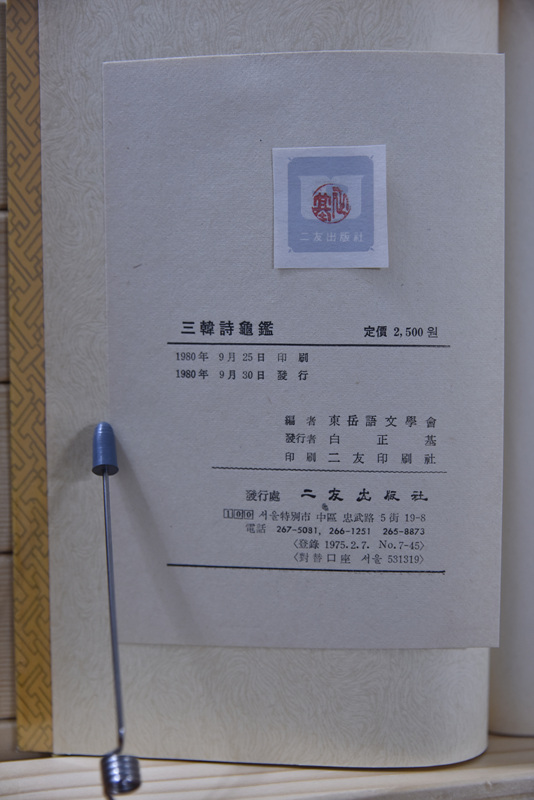 二友出版社
三韓詩龜鑑 定價 2,500원
1980年 9月 25日 印刷
1980年 9月 30日 發行
編者 東岳語文學會
發行者 白正基
印刷 二友印刷社
發行處 二友出版社
100 서울特別市 中區 忠武路 5街 19-8
電話 267-5081, 266-1251 265-8873
〈登錄 1975.2.7. No.7-45〉
〈對替口座 서울 531319〉